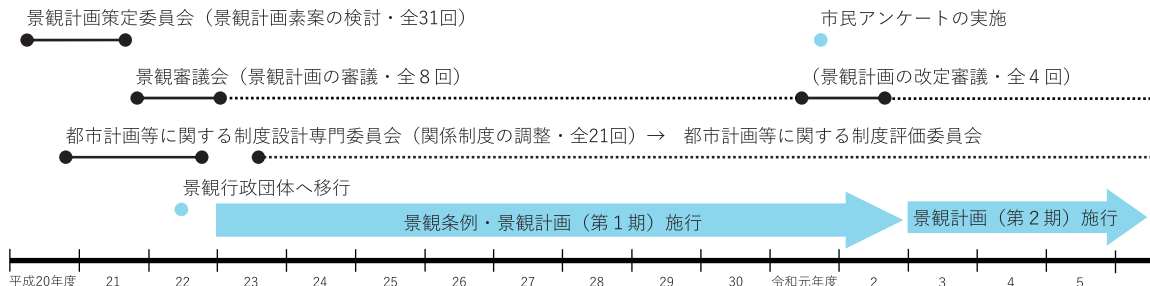 景観計画策定委員会（景観計画素案の検討・全31回）
市民アンケートの実施
景観審議会（景観計画の審議・全８回）
（景観計画の改定審議・全４回）
都市計画等に関する制度設計専門委員会（関係制度の調整・全21回）→　都市計画等に関する制度評価委員会
景観行政団体へ移行
景観条例・景観計画（第１期）施行
景観計画（第２期）施行
平成20年度 21 22 23 24 25 26 27 28 29 30 令和元年度 2 3 4 5